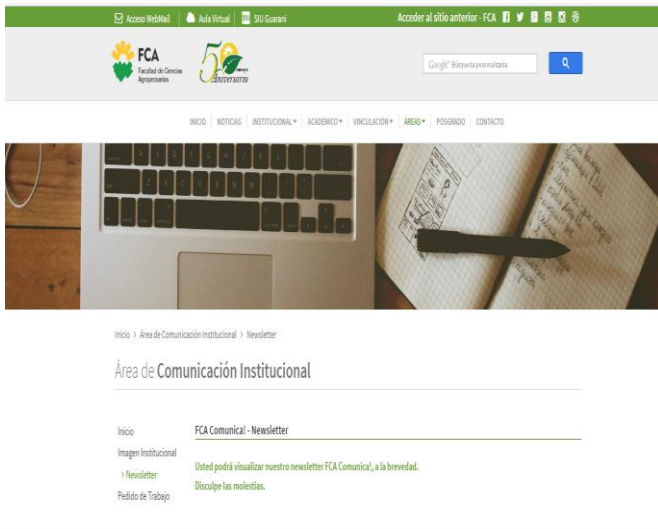 Acceso WebMail
Aula Virtual
SIU Guaraní
Acceder al sitio anterior - FCA
FCA
Facultad de Ciencias
Agropecuarias
50
Aniversario
Google Búsqueda personalizada
INICIO
NOTICIAS
INSTITUCIONAL
ACADÉMICO
VINCULACIÓN
ÁREAS
POSGRADO
CONTACTO
Inicio > Área de Comunicación Institucional > Newsletter
Área de Comunicación Institucional
Inicio
Imagen Institucional
> Newsletter
Pedido de Trabajo
FCA Comunica! - Newsletter
Usted podrá visualizar nuestro newsletter FCA Comunica!, a la brevedad.
Disculpe las molestias.